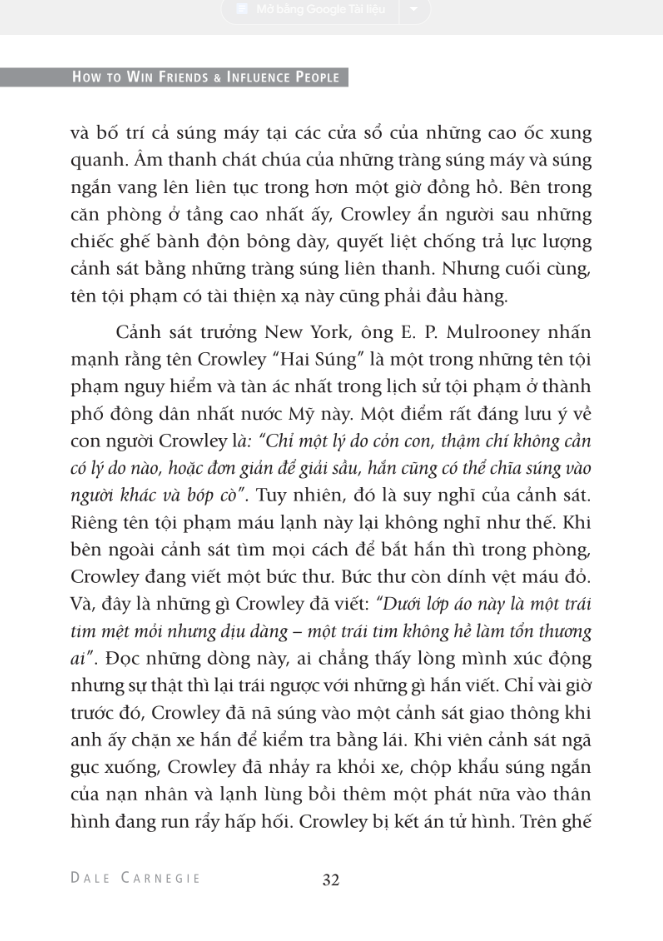 Mở bằng Google Tài liệu
HOW TO WIN FRIENDS & INFLUENCE PEOPLE
và bố trí cả súng máy tại các cửa sổ của những cao ốc xung
quanh. Âm thanh chát chúa của những tràng súng máy và súng
ngắn vang lên liên tục trong hơn một giờ đồng hồ. Bên trong
căn phòng ở tầng cao nhất ấy, Crowley ẩn người sau những
chiếc ghế bành độn bông dày, quyết liệt chống trả lực lượng
cảnh sát bằng những tràng súng liên thanh. Nhưng cuối cùng,
tên tội phạm có tài thiện xạ này cũng phải đầu hàng.
Cảnh sát trưởng New York, ông E. P. Mulrooney nhấn
mạnh rằng tên Crowley “Hai Súng” là một trong những tên tội
phạm nguy hiểm và tàn ác nhất trong lịch sử tội phạm ở thành
phố đông dân nhất nước Mỹ này. Một điểm rất đáng lưu ý về
con người Crowley là: “Chỉ một lý do cỏn con, thậm chí không cần
có lý do nào, hoặc đơn giản để giải sầu, hắn cũng có thể chĩa súng vào
người khác và bóp cò”. Tuy nhiên, đó là suy nghĩ của cảnh sát.
Riêng tên tội phạm máu lạnh này lại không nghĩ như thế. Khi
bên ngoài cảnh sát tìm mọi cách để bắt hắn thì trong phòng,
Crowley đang viết một bức thư. Bức thư còn dính vệt máu đỏ.
Và, đây là những gì Crowley đã viết: “Dưới lớp áo này là một trái
tim mệt mỏi nhưng dịu dàng – một trái tim không hề làm tổn thương
ai”. Đọc những dòng này, ai chẳng thấy lòng mình xúc động
nhưng sự thật thì lại trái ngược với những gì hắn viết. Chỉ vài giờ
trước đó, Crowley đã nã súng vào một cảnh sát giao thông khi
anh ấy chặn xe hắn để kiểm tra bằng lái. Khi viên cảnh sát ngã
gục xuống, Crowley đã nhảy ra khỏi xe, chộp khẩu súng ngắn
của nạn nhân và lạnh lùng bồi thêm một phát nữa vào thân
hình đang run rẩy hấp hối. Crowley bị kết án tử hình. Trên ghế
DALE CARNEGIE
32